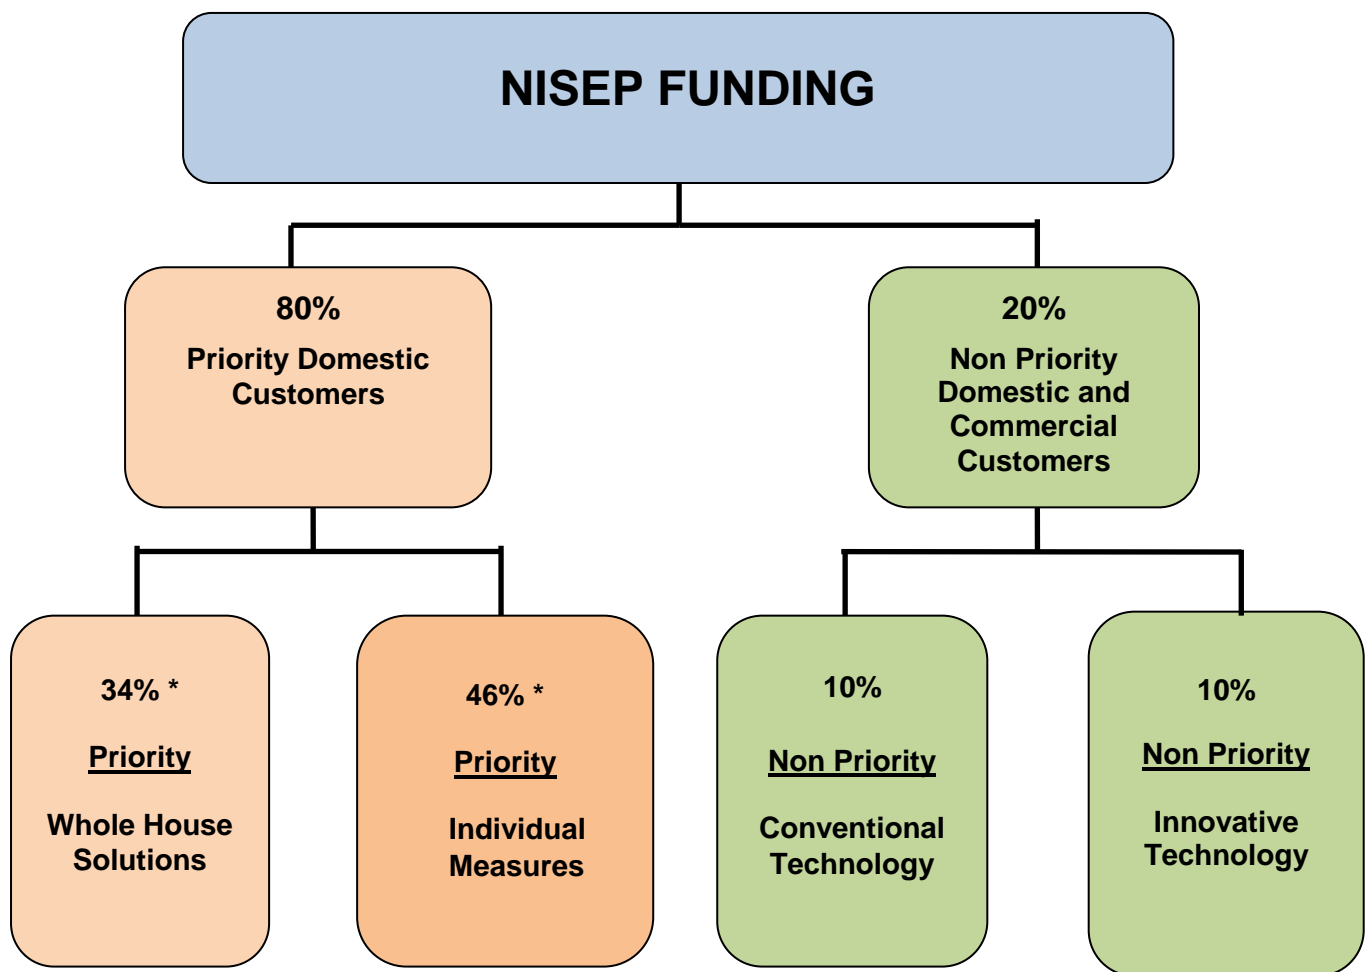 NISEP FUNDING
80%
Priority Domestic
Customers
20%
Non Priority
Domestic and
Commercial
Customers
34% *
Priority
Whole House
Solutions
46% *
Priority
Individual
Measures
10%
Non Priority
Conventional
Technology
10%
Non Priority
Innovative
Technology